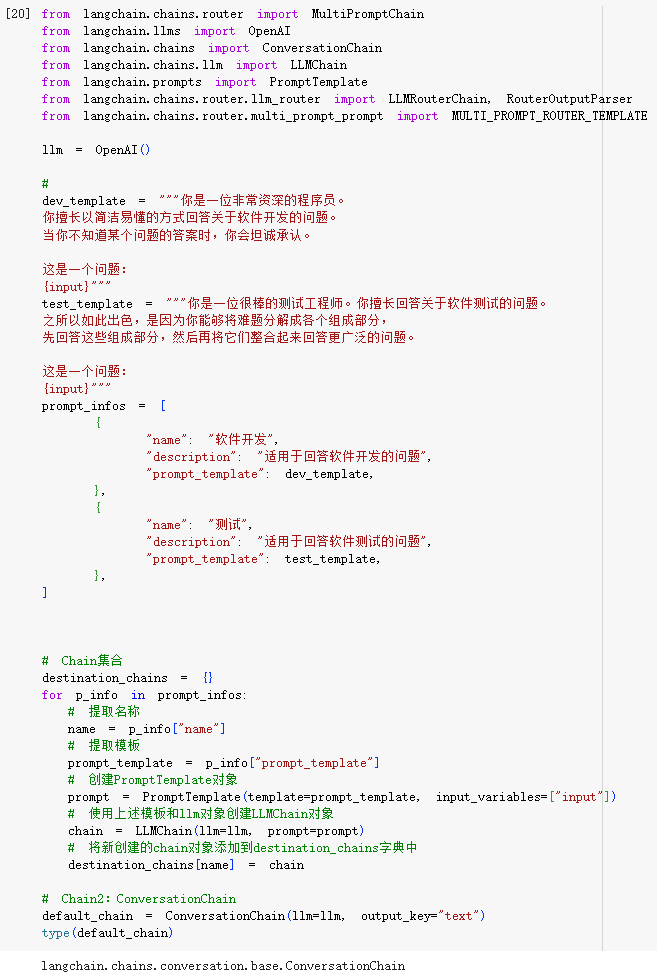 [20] from langchain.chains.router import MultiPromptChain
from langchain.llms import OpenAI
from langchain.chains import ConversationChain
from langchain.chains.llm import LLMChain
from langchain.prompts import PromptTemplate
from langchain.chains.router.llm_router import LLMRouterChain, RouterOutputParser
from langchain.chains.router.multi_prompt_prompt import MULTI_PROMPT_ROUTER_TEMPLATE
llm = OpenAI()
#
dev_template = """你是一位非常资深的程序员。
你擅长以简洁易懂的方式回答关于软件开发的问题。
当你不知道某个问题的答案时，你会坦诚承认。
这是一个问题：
{input}"""
test_template = """你是一位很棒的测试工程师。你擅长回答关于软件测试的问题。
之所以如此出色，是因为你能够将难题分解成各个组成部分，
先回答这些组成部分，然后再将它们整合起来回答更广泛的问题。
这是一个问题：
{input}"""
prompt_infos = [
{
"name": "软件开发",
"description": "适用于回答软件开发的问题",
"prompt_template": dev_template,
},
{
"name": "测试",
"description": "适用于回答软件测试的问题",
"prompt_template": test_template,
},
]
# Chain集合
destination_chains = {}
for p_info in prompt_infos:
# 提取名称
name = p_info["name"]
# 提取模板
prompt_template = p_info["prompt_template"]
# 创建PromptTemplate对象
prompt = PromptTemplate(template=prompt_template, input_variables=["input"])
# 使用上述模板和llm对象创建LLMChain对象
chain = LLMChain(llm=llm, prompt=prompt)
# 将新创建的chain对象添加到destination_chains字典中
destination_chains[name] = chain
# Chain2：ConversationChain
default_chain = ConversationChain(llm=llm, output_key="text")
type(default_chain)
langchain.chains.conversation.base.ConversationChain